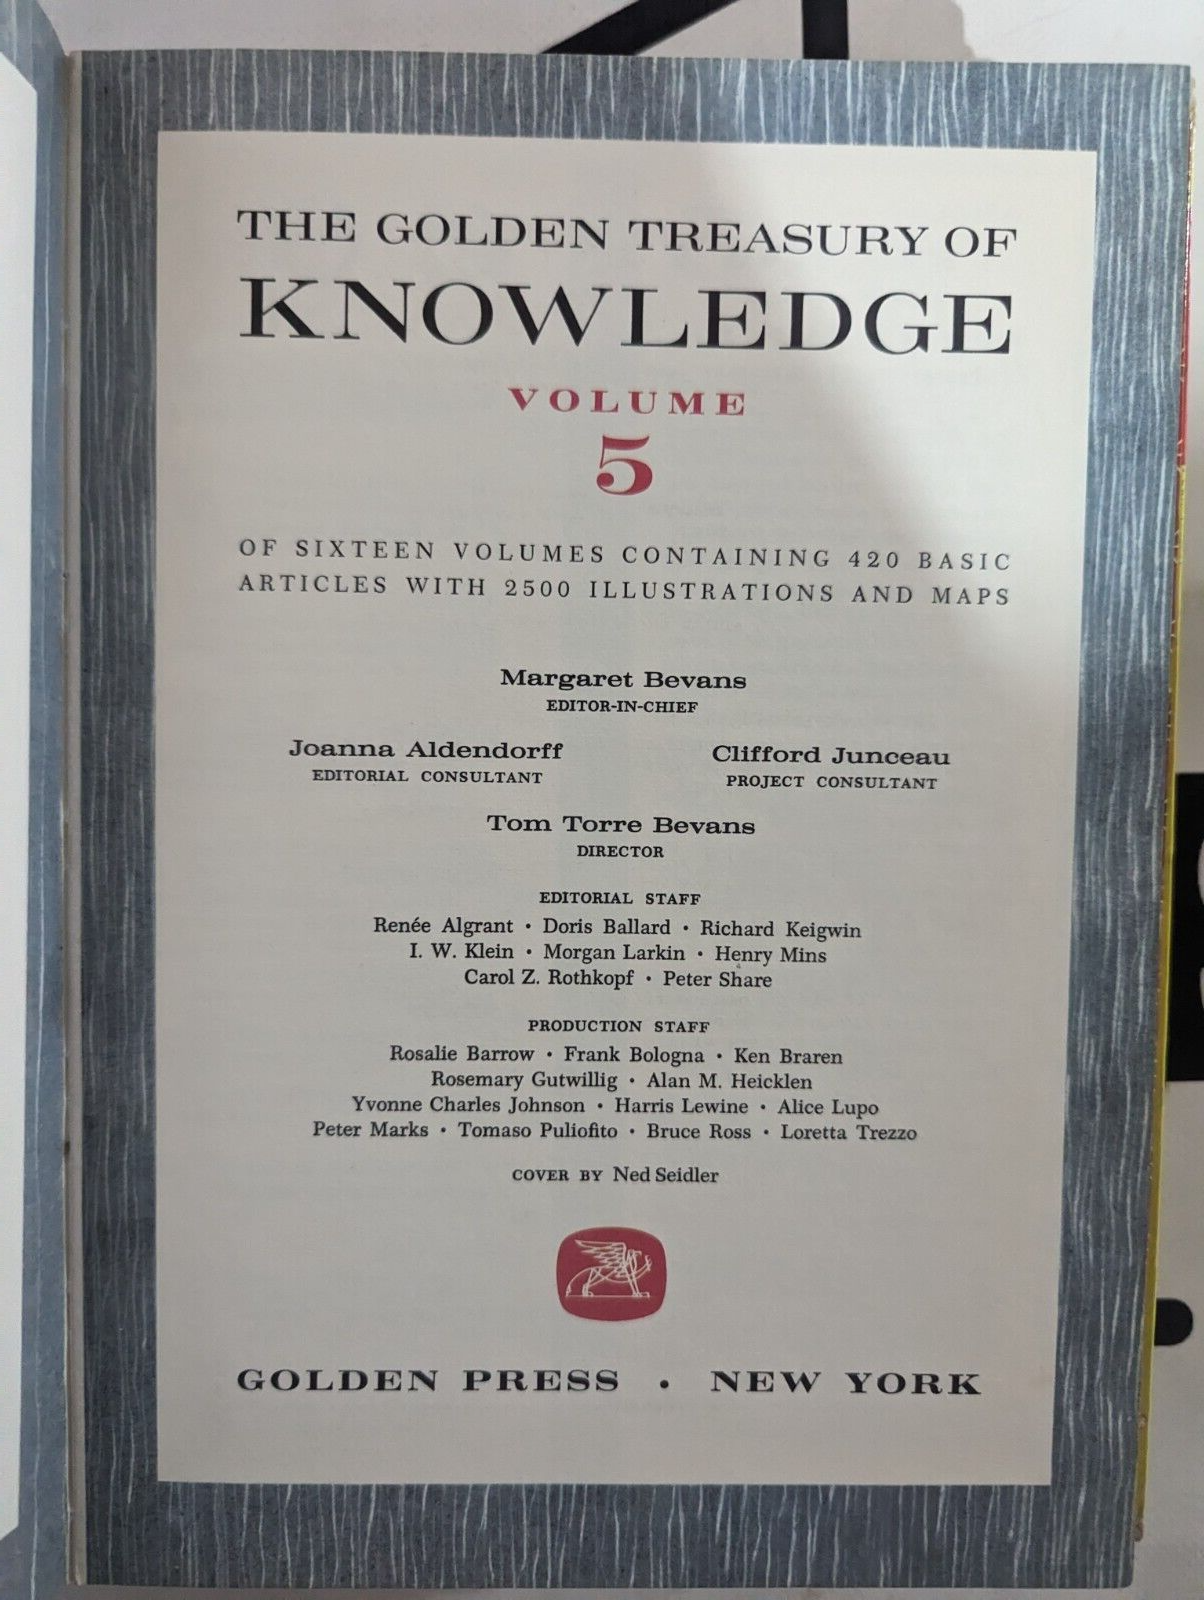 THE GOLDEN TREASURY OF
KNOWLEDGE
VOLUME
5
OF SIXTEEN VOLUMES CONTAINING 420 BASIC
ARTICLES WITH 2500 ILLUSTRATIONS AND MAPS
Margaret Bevans
EDITOR-IN-CHIEF
Joanna Aldendorff Clifford Junceau
EDITORIAL CONSULTANT PROJECT CONSULTANT
Tom Torre Bevans
DIRECTOR
EDITORIAL STAFF
Renée Algrant • Doris Ballard • Richard Keigwin
I. W. Klein • Morgan Larkin • Henry Mins
Carol Z. Rothkopf • Peter Share
PRODUCTION STAFF
Rosalie Barrow • Frank Bologna • Ken Braren
Rosemary Gutwillig • Alan M. Heicklen
Yvonne Charles Johnson • Harris Lewine • Alice Lupo
Peter Marks • Tomaso Puliofito • Bruce Ross • Loretta Trezzo
COVER BY Ned Seidler
GOLDEN PRESS • NEW YORK